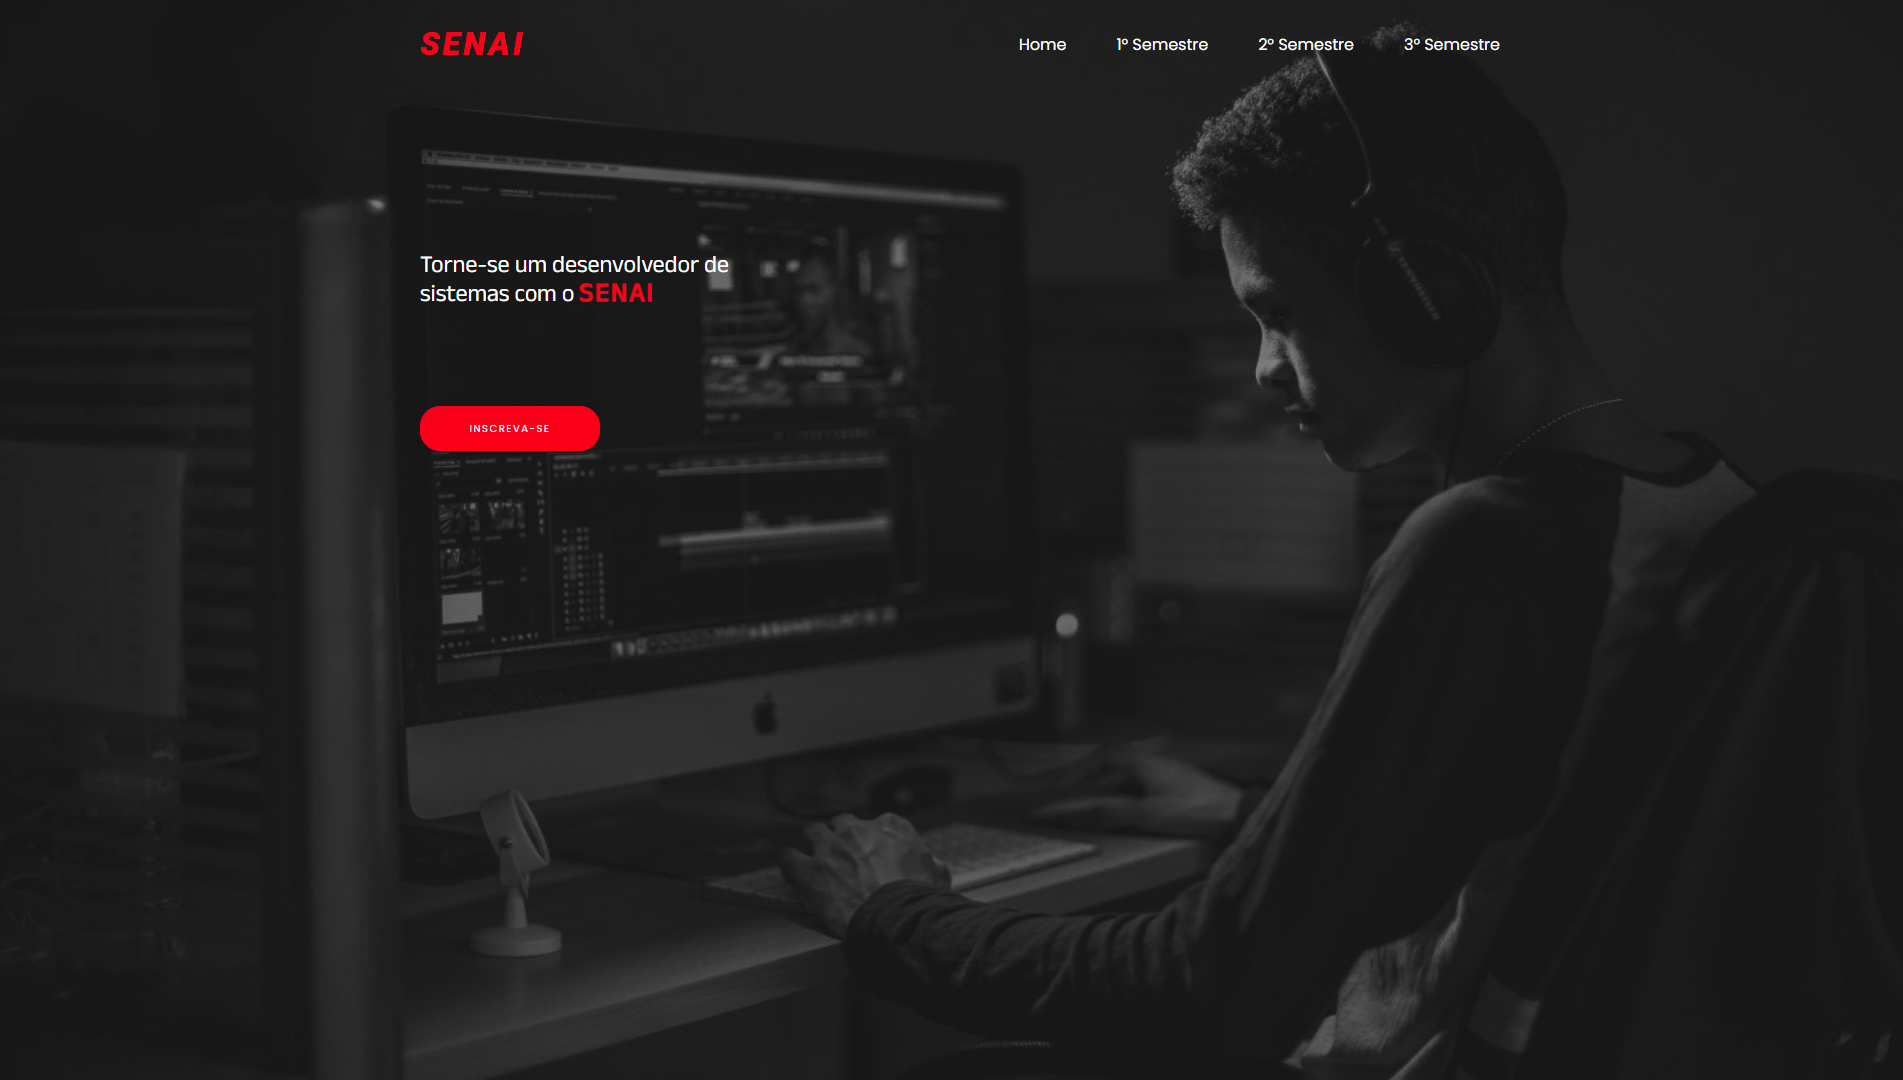 SENAI
Home
1º Semestre
2º Semestre
3º Semestre
Torne-se um desenvolvedor de
sistemas com o SENAI
INSCREVA-SE